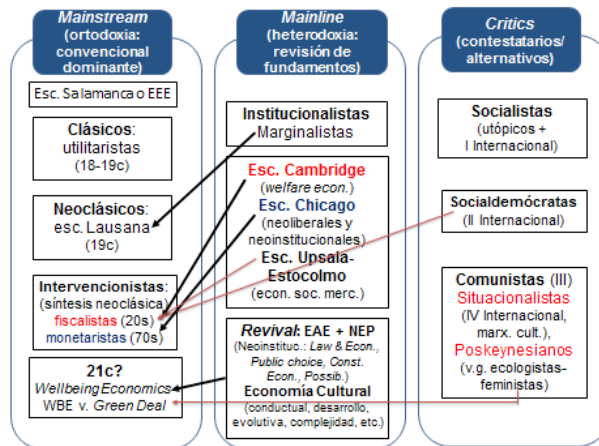 Mainstream
(ortodoxia:
convencional
dominante)
Esc. Salamanca o EEE
Clásicos:
utilitaristas
(18-19c)
Neoclásicos:
esc. Lausana
(19c)
Intervencionistas:
(síntesis neoclásica)
fiscalistas (20s)
monetaristas (70s)
21c?
Wellbeing Economics
WBE v. Green Deal
Mainline
(heterodoxia:
revisión de
fundamentos)
Institucionalistas
Marginalistas
Esc. Cambridge
(welfare econ.)
Esc. Chicago
(neoliberales y
neoinstitucionales)
Esc. Upsala-
Estocolmo
(econ. soc. merc.)
Revival: EAE + NEP
(Neoinstituc.: Law & Econ.,
Public choice, Const.
Econ., Possib.)
Economía Cultural
(conductual, desarrollo,
evolutiva, complejidad, etc.)
Critics
(contestatarios/
alternativos)
Socialistas
(utópicos +
I Internacional)
Socialdemócratas
(II Internacional)
Comunistas (III)
Situacionalistas
(IV Internacional,
marx. cult.),
Poskeynesianos
(v.g. ecologistas-
feministas)